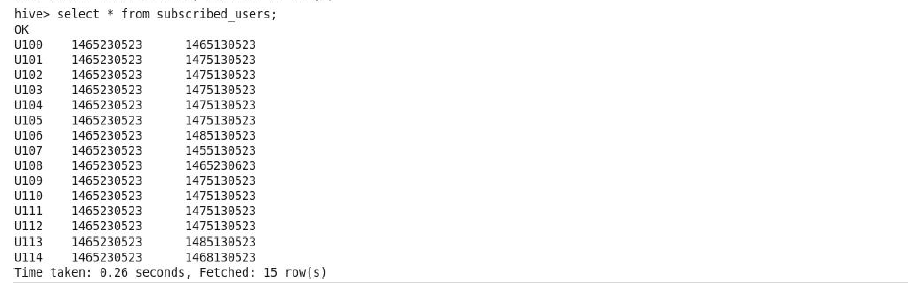 hive> select * from subscribed_users;
OK
U100 1465230523 1465130523
U101 1465230523 1475130523
U102 1465230523 1475130523
U103 1465230523 1475130523
U104 1465230523 1475130523
U105 1465230523 1475130523
U106 1465230523 1485130523
U107 1465230523 1455130523
U108 1465230523 1465230623
U109 1465230523 1475130523
U110 1465230523 1475130523
U111 1465230523 1475130523
U112 1465230523 1475130523
U113 1465230523 1485130523
U114 1465230523 1468130523
Time taken: 0.26 seconds, Fetched: 15 row(s)